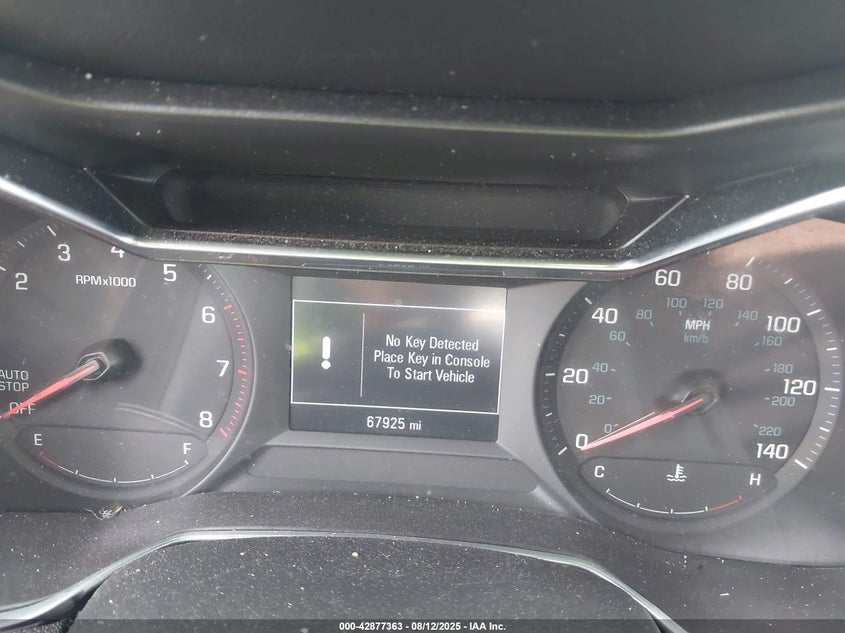 2
3
4
5
6
7
8
RPMx1000
AUTO
STOP
OFF
E
F
No Key Detected
Place Key in Console
To Start Vehicle
67925 mi
0
20
40
60
80
100
120
140
MPH
km/h
0
20
40
60
80
100
120
140
160
180
200
220
C
H
000-42877363 - 08/12/2025 - IAA Inc.